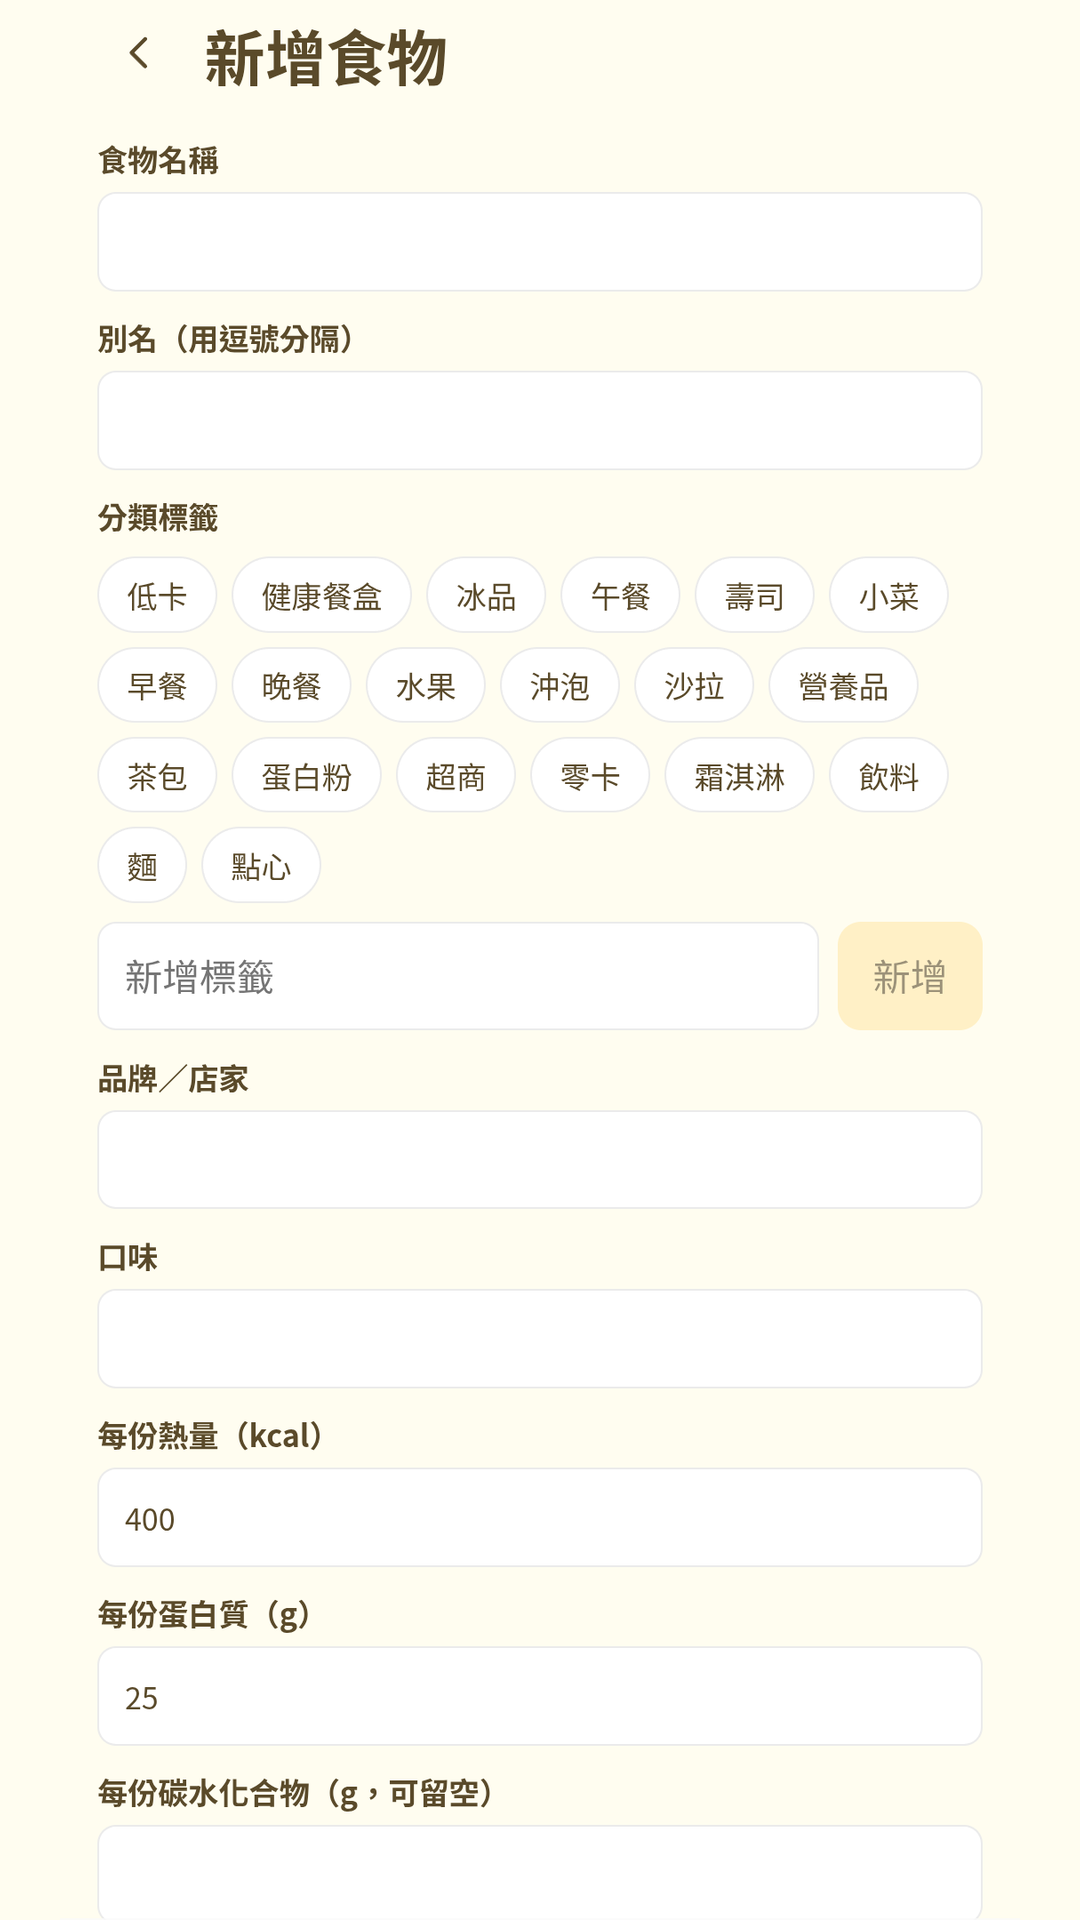 新增食物
食物名稱
別名（用逗號分隔）
分類標籤
低卡 健康餐盒 冰品 午餐 壽司 小菜
早餐 晚餐 水果 沖泡 沙拉 營養品
茶包 蛋白粉 超商 零卡 霜淇淋 飲料
麵 點心
新增標籤 新增
品牌／店家
口味
每份熱量（kcal）
400
每份蛋白質（g）
25
每份碳水化合物（g，可留空）